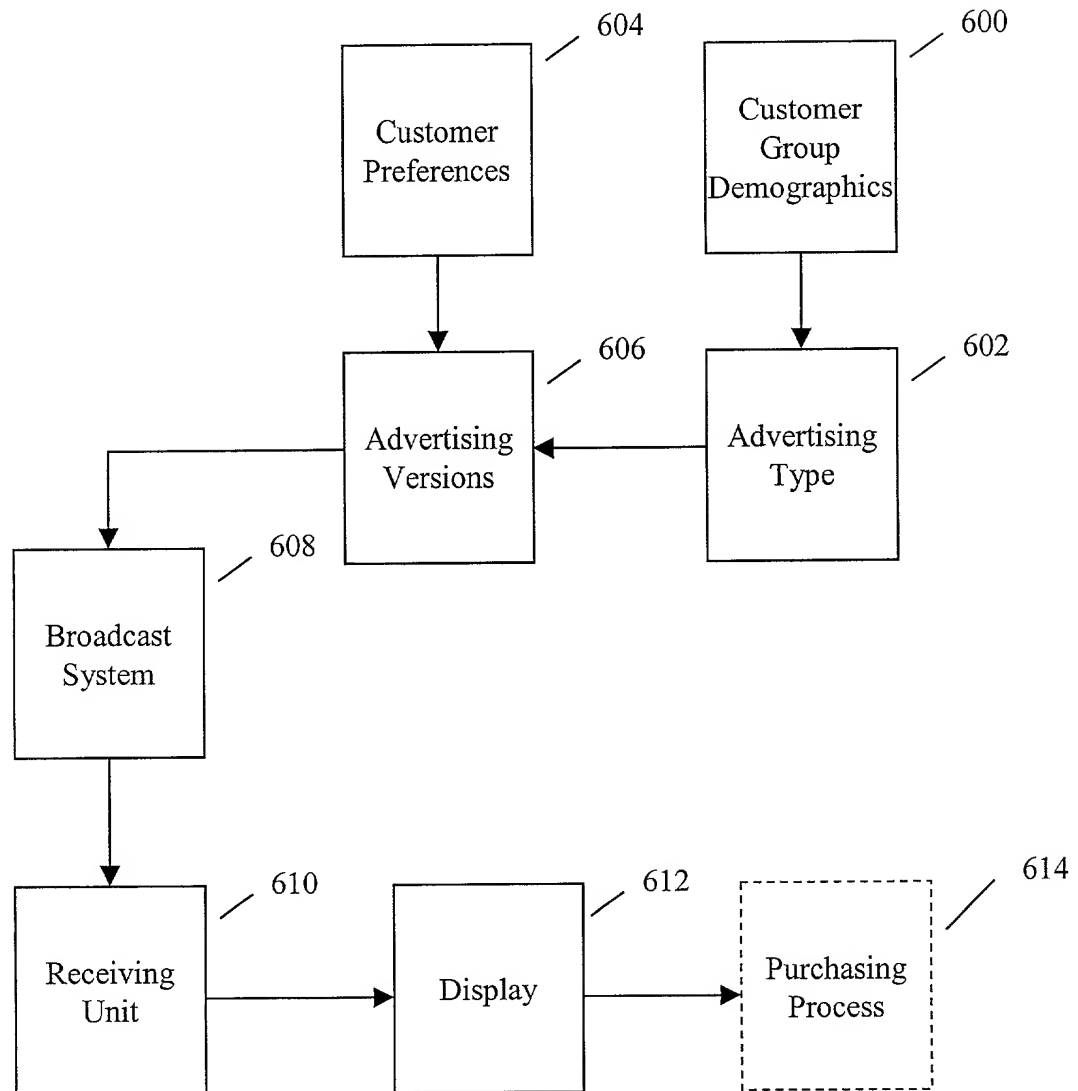 604
600
Customer
Preferences
Customer
Group
Demographics
606
602
Advertising
Versions
Advertising
Type
608
Broadcast
System
610
612
614
Receiving
Unit
Display
Purchasing
Process